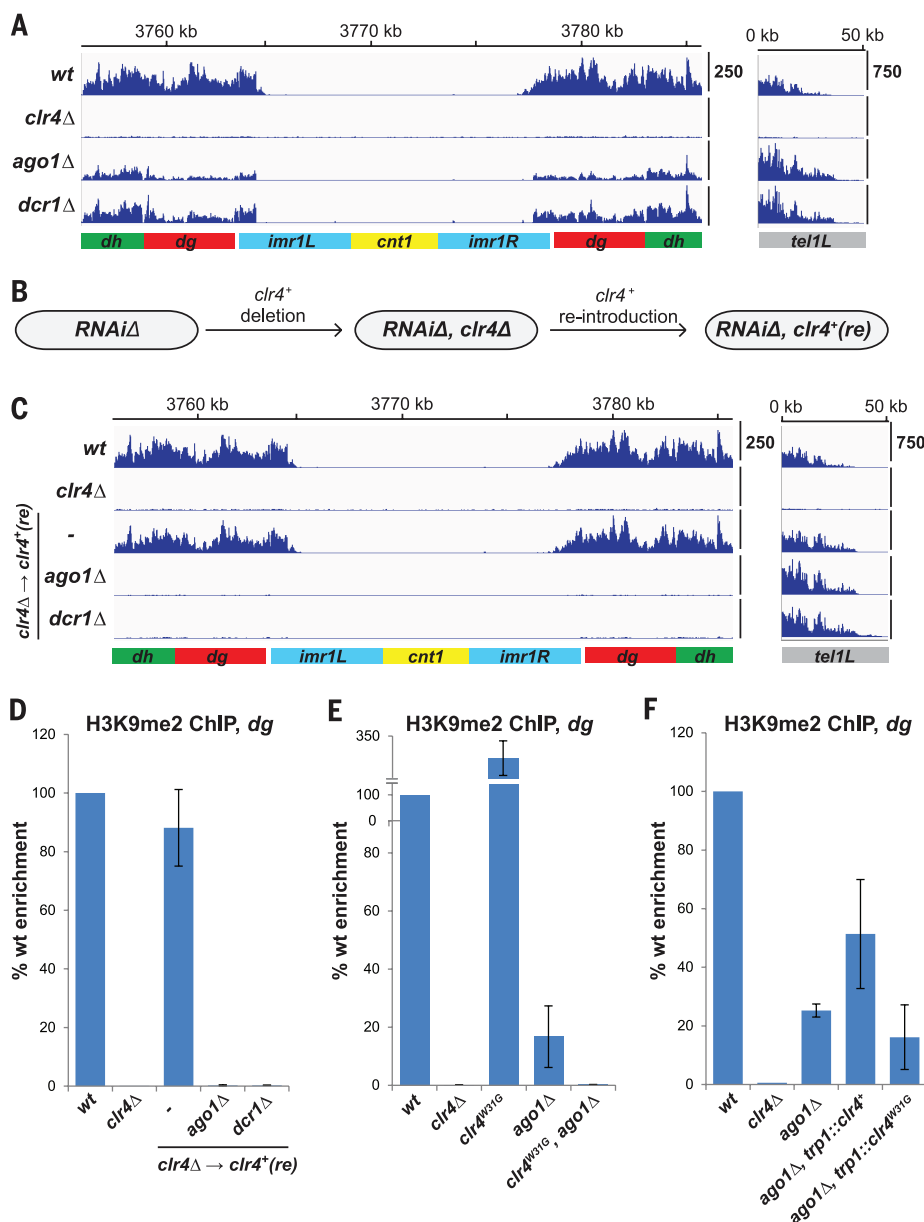 A
3760 kb 3770 kb 3780 kb 0 kb 50 kb
wt 250 750
clr4Δ
ago1Δ
dcr1Δ
dh dg imr1L cnt1 imr1R dg dh tel1L
B
RNAiΔ clr4+ deletion RNAiΔ, clr4Δ clr4+ re-introduction RNAiΔ, clr4+(re)
C
3760 kb 3770 kb 3780 kb 0 kb 50 kb
wt 250 750
clr4Δ
clr4Δ → clr4+(re)
-
ago1Δ
dcr1Δ
dh dg imr1L cnt1 imr1R dg dh tel1L
D
H3K9me2 ChIP, dg
% wt enrichment
120
100
80
60
40
20
0
wt clr4Δ - ago1Δ dcr1Δ
clr4Δ → clr4+(re)
E
H3K9me2 ChIP, dg
% wt enrichment
350
100
0
80
60
40
20
0
wt clr4Δ clr4W31G ago1Δ clr4W31G, ago1Δ
F
H3K9me2 ChIP, dg
% wt enrichment
120
100
80
60
40
20
0
wt clr4Δ ago1Δ ago1Δ, trp1::clr4+ ago1Δ, trp1::clr4W31G